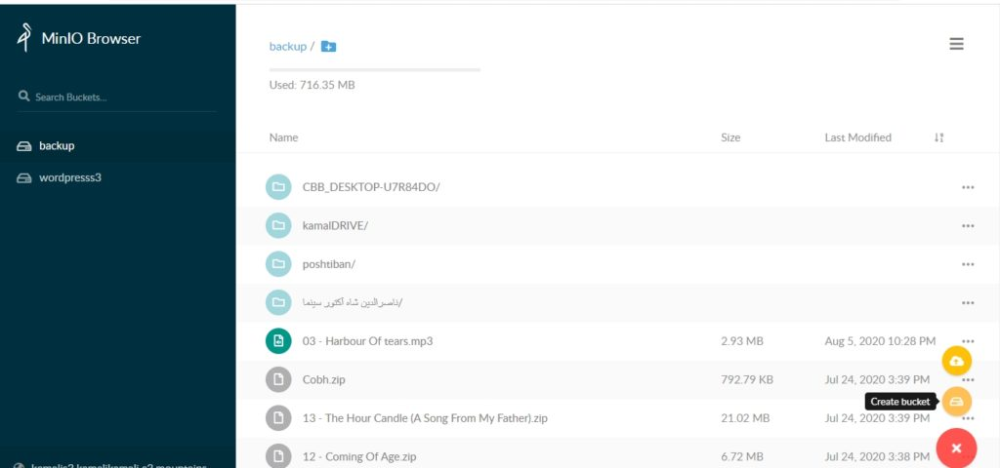 MinIO Browser
Search Buckets...
backup
wordpresss3
backup /
Used: 716.35 MB
Name Size Last Modified
CBB_DESKTOP-U7R84DO/
kamalDRIVE/
poshtiban/
ناصرالدین شاه آکتور سینما/
03 - Harbour Of tears.mp3 2.93 MB Aug 5, 2020 10:28 PM
Cobh.zip 792.79 KB Jul 24, 2020 3:39 PM
Create bucket
13 - The Hour Candle (A Song From My Father).zip 21.02 MB Jul 24, 2020 3:39 PM
12 - Coming Of Age.zip 6.72 MB Jul 24, 2020 3:38 PM